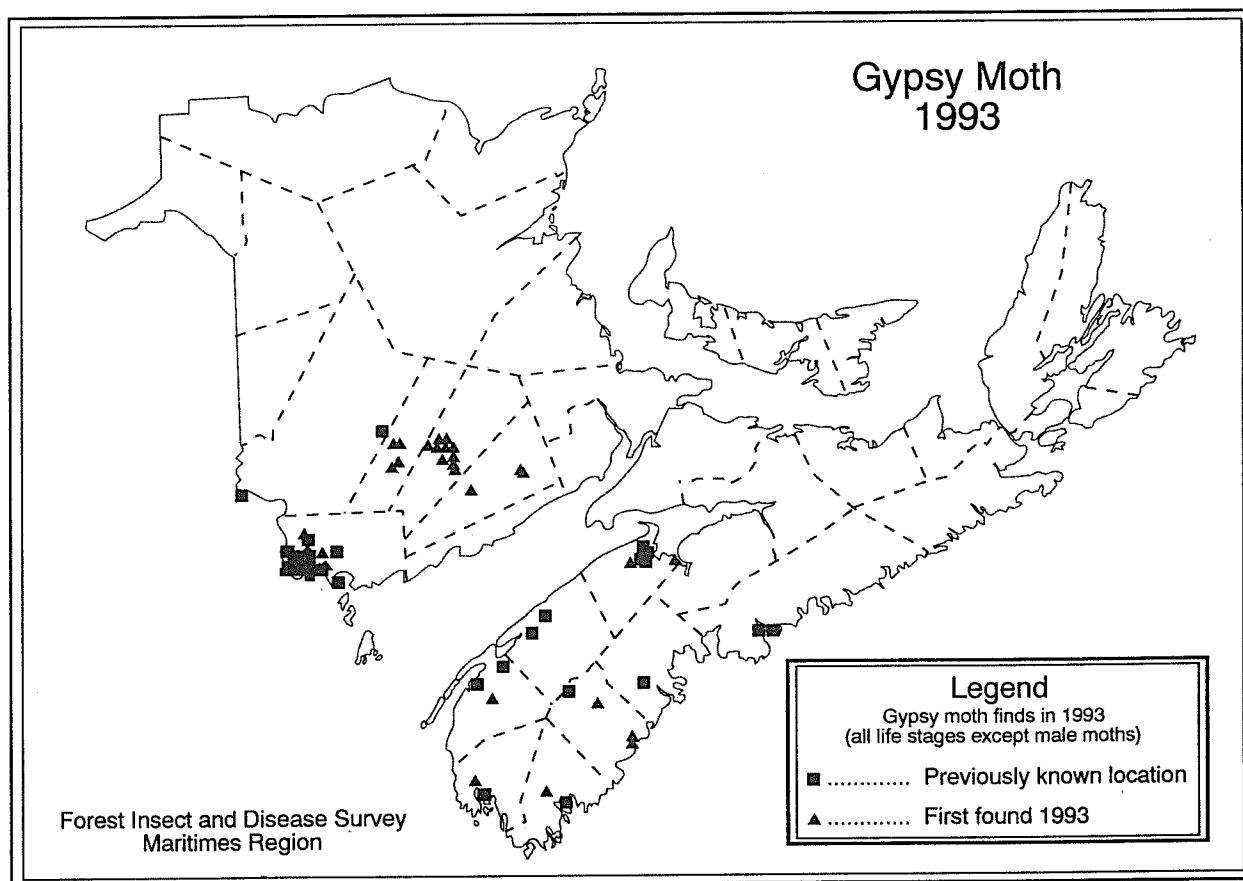 Gypsy Moth
1993
Legend
Gypsy moth finds in 1993
(all life stages except male moths)
■ ............. Previously known location
▲ ............. First found 1993
Forest Insect and Disease Survey
Maritimes Region